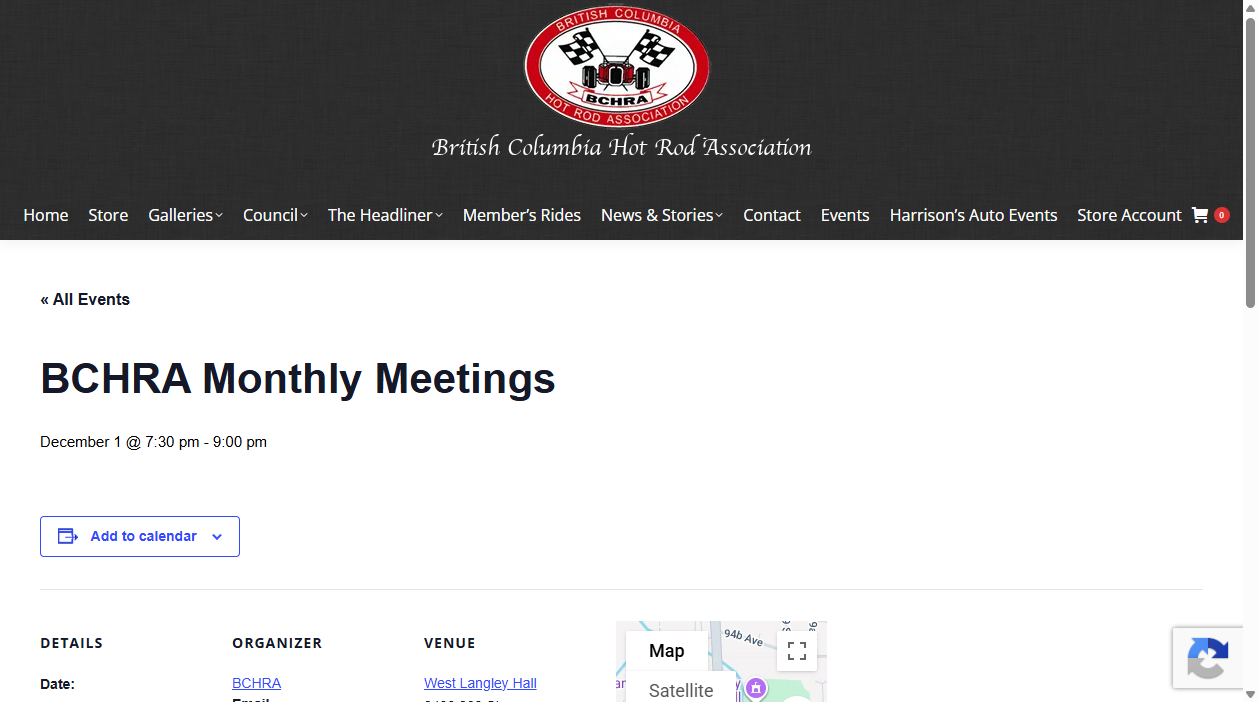 BRITISH COLUMBIA
BCHRA
HOT ROD ASSOCIATION
British Columbia Hot Rod Association
Home Store Galleries Council The Headliner Member’s Rides News & Stories Contact Events Harrison’s Auto Events Store Account 0
« All Events
BCHRA Monthly Meetings
December 1 @ 7:30 pm - 9:00 pm
Add to calendar
DETAILS ORGANIZER VENUE
94b Ave
Map
Date: BCHRA West Langley Hall
Satellite